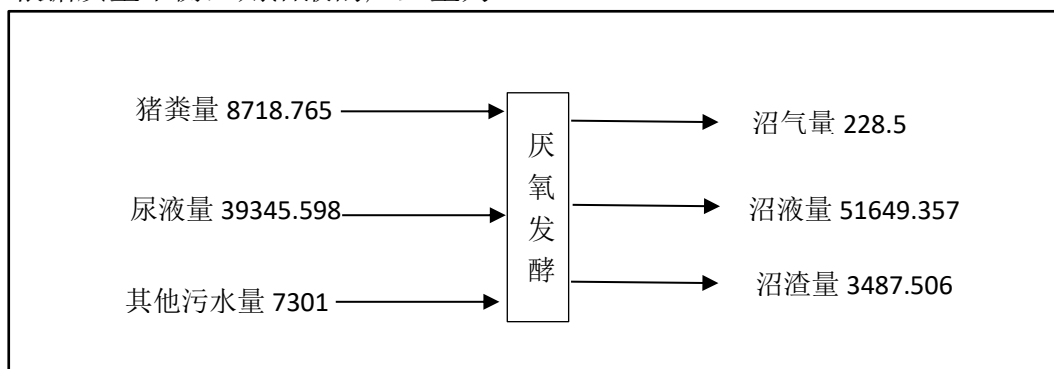 猪粪量 8718.765
尿液量 39345.598
其他污水量 7301
厌氧发酵
沼气量 228.5
沼液量 51649.357
沼渣量 3487.506